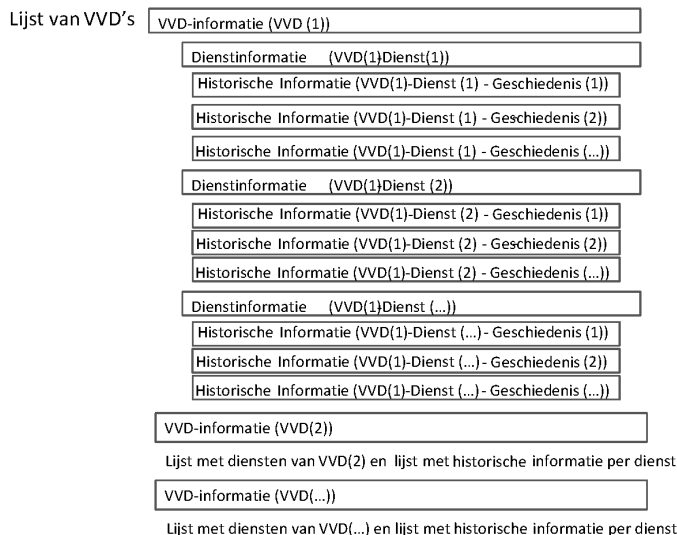 Lijst van VVD's
VVD-informatie (VVD (1))
Dienstinformatie (VVD(1)-Dienst(1))
Historische Informatie (VVD(1)-Dienst (1) - Geschiedenis (1))
Historische Informatie (VVD(1)-Dienst (1) - Geschiedenis (2))
Historische Informatie (VVD(1)-Dienst (1) - Geschiedenis (...))
Dienstinformatie (VVD(1)-Dienst (2))
Historische Informatie (VVD(1)-Dienst (2) - Geschiedenis (1))
Historische Informatie (VVD(1)-Dienst (2) - Geschiedenis (2))
Historische Informatie (VVD(1)-Dienst (2) - Geschiedenis (...))
Dienstinformatie (VVD(1)-Dienst (...))
Historische Informatie (VVD(1)-Dienst (...) - Geschiedenis (1))
Historische Informatie (VVD(1)-Dienst (...) - Geschiedenis (2))
Historische Informatie (VVD(1)-Dienst (...) - Geschiedenis (...))
VVD-informatie (VVD(2))
Lijst met diensten van VVD(2) en lijst met historische informatie per dienst
VVD-informatie (VVD(...))
Lijst met diensten van VVD(...) en lijst met historische informatie per dienst